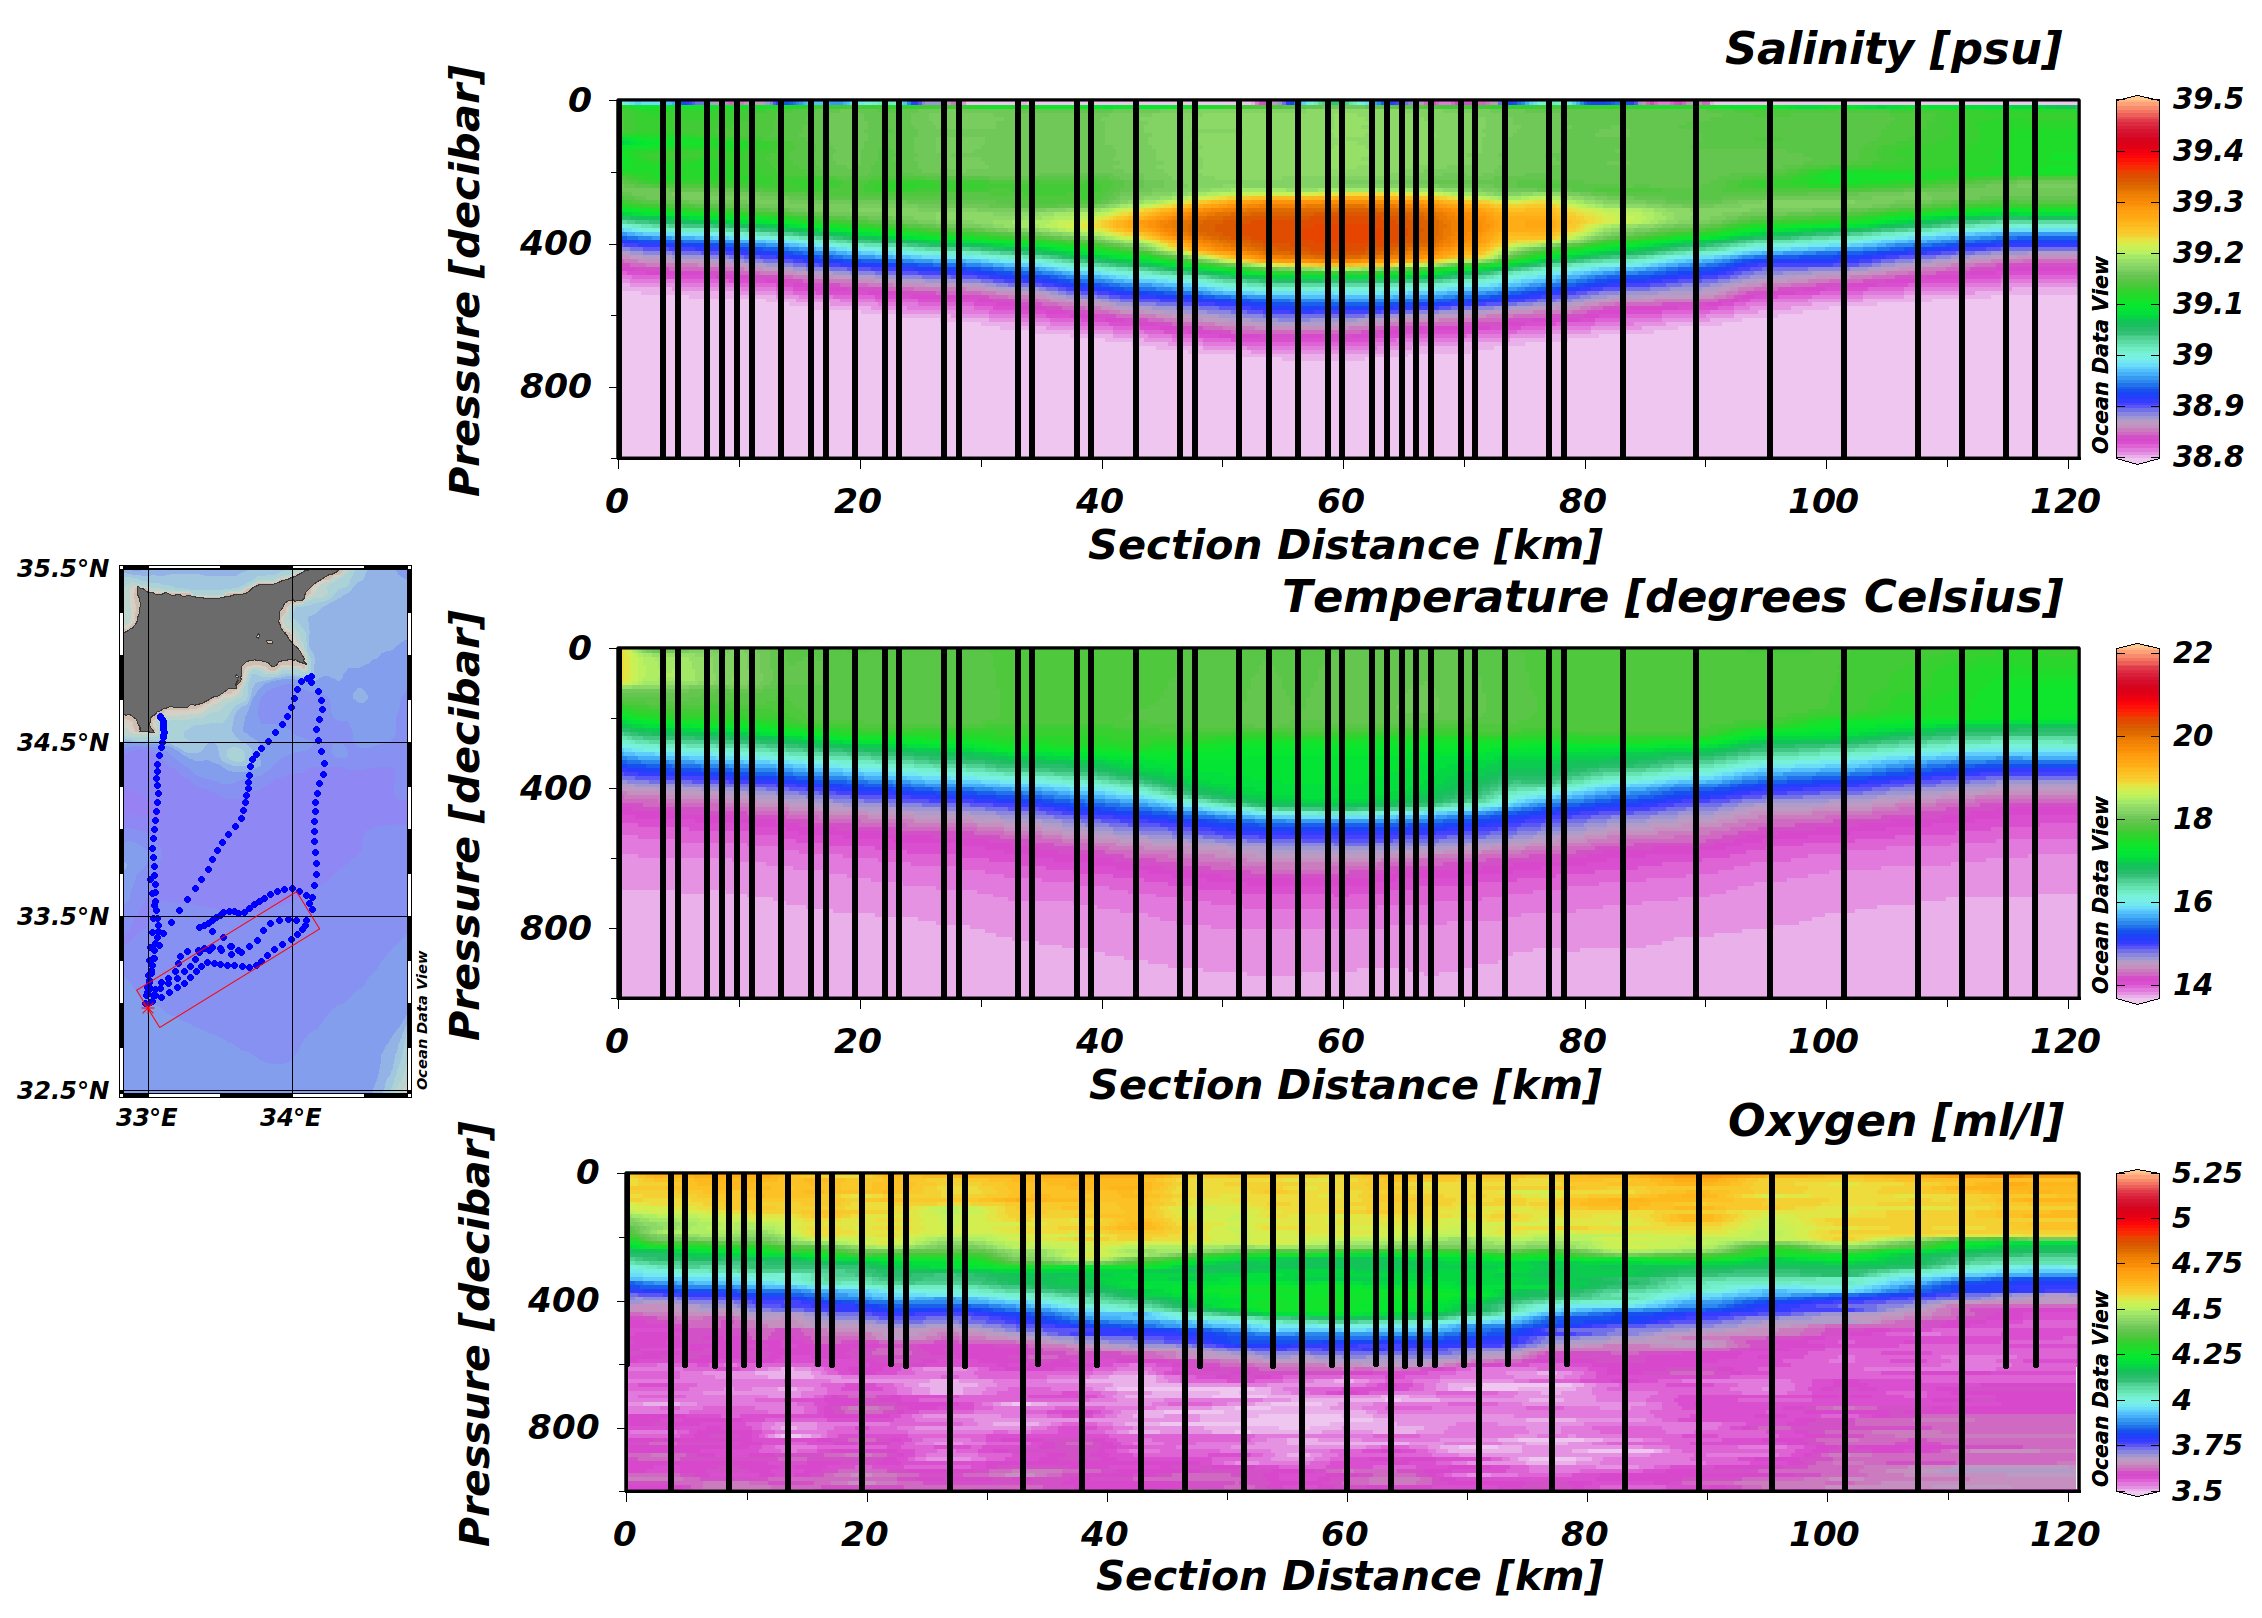 Salinity [psu]
Pressure [decibar]
0
400
800
0 20 40 60 80 100 120
Section Distance [km]
Ocean Data View
39.5
39.4
39.3
39.2
39.1
39
38.9
38.8
35.5°N
34.5°N
33.5°N
32.5°N
33°E 34°E
Ocean Data View
Temperature [degrees Celsius]
Pressure [decibar]
0
400
800
0 20 40 60 80 100 120
Section Distance [km]
Ocean Data View
22
20
18
16
14
Oxygen [ml/l]
Pressure [decibar]
0
400
800
0 20 40 60 80 100 120
Section Distance [km]
Ocean Data View
5.25
5
4.75
4.5
4.25
4
3.75
3.5